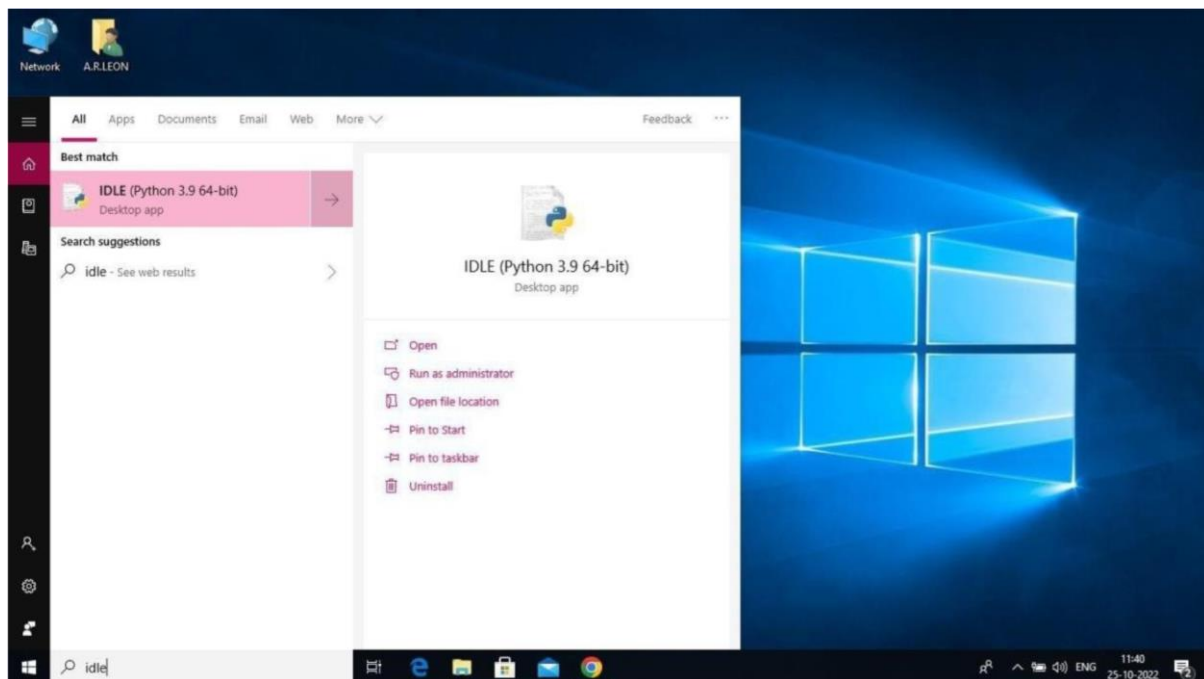 Network
A.R.LEON
All Apps Documents Email Web More Feedback ...
Best match
IDLE (Python 3.9 64-bit)
Desktop app
Search suggestions
idle - See web results
IDLE (Python 3.9 64-bit)
Desktop app
Open
Run as administrator
Open file location
Pin to Start
Pin to taskbar
Uninstall
idle
ENG
11:40
25-10-2022
2